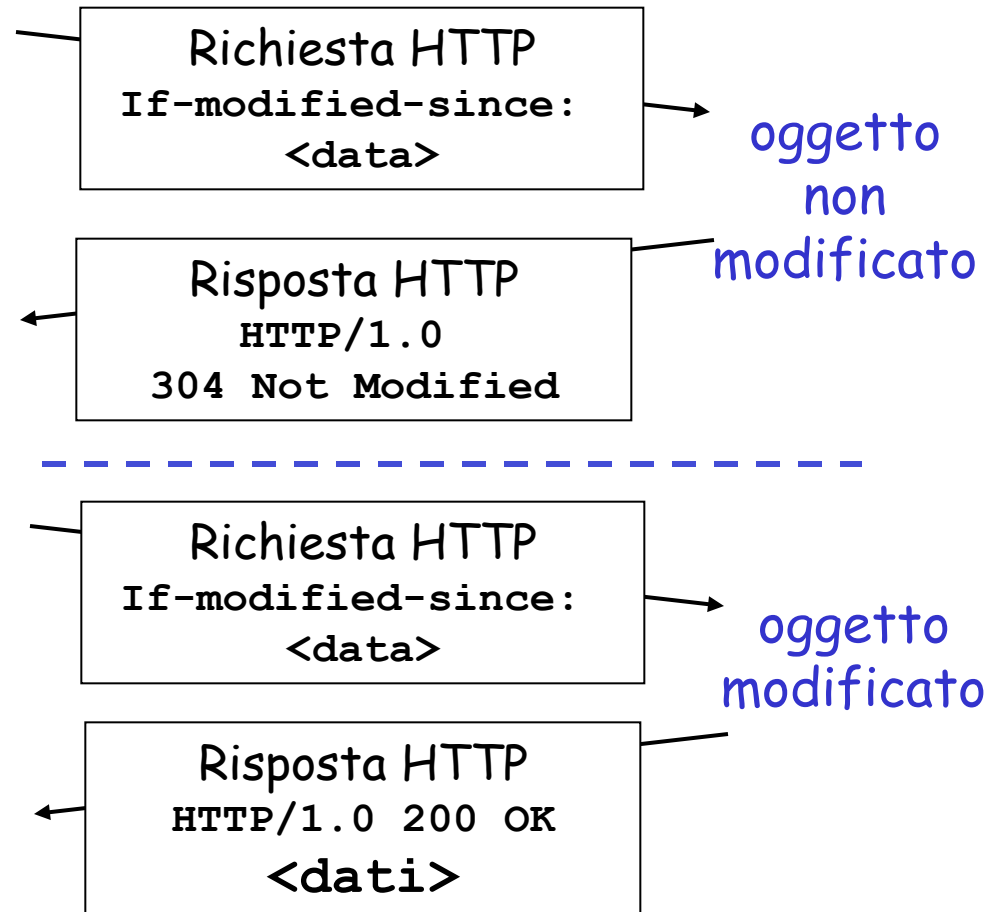 Richiesta HTTP
If-modified-since:
<data>
oggetto
non
modificato
Risposta HTTP
HTTP/1.0
304 Not Modified
Richiesta HTTP
If-modified-since:
<data>
oggetto
modificato
Risposta HTTP
HTTP/1.0 200 OK
<dati>